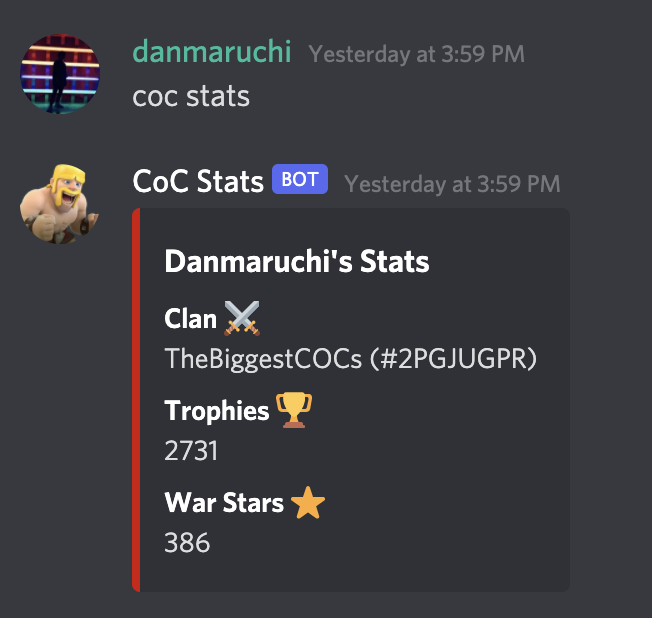 danmaruchi Yesterday at 3:59 PM
coc stats
CoC Stats BOT Yesterday at 3:59 PM
Danmaruchi's Stats
Clan ⚔️
TheBiggestCOCs (#2PGJUGPR)
Trophies 🏆
2731
War Stars ⭐
386